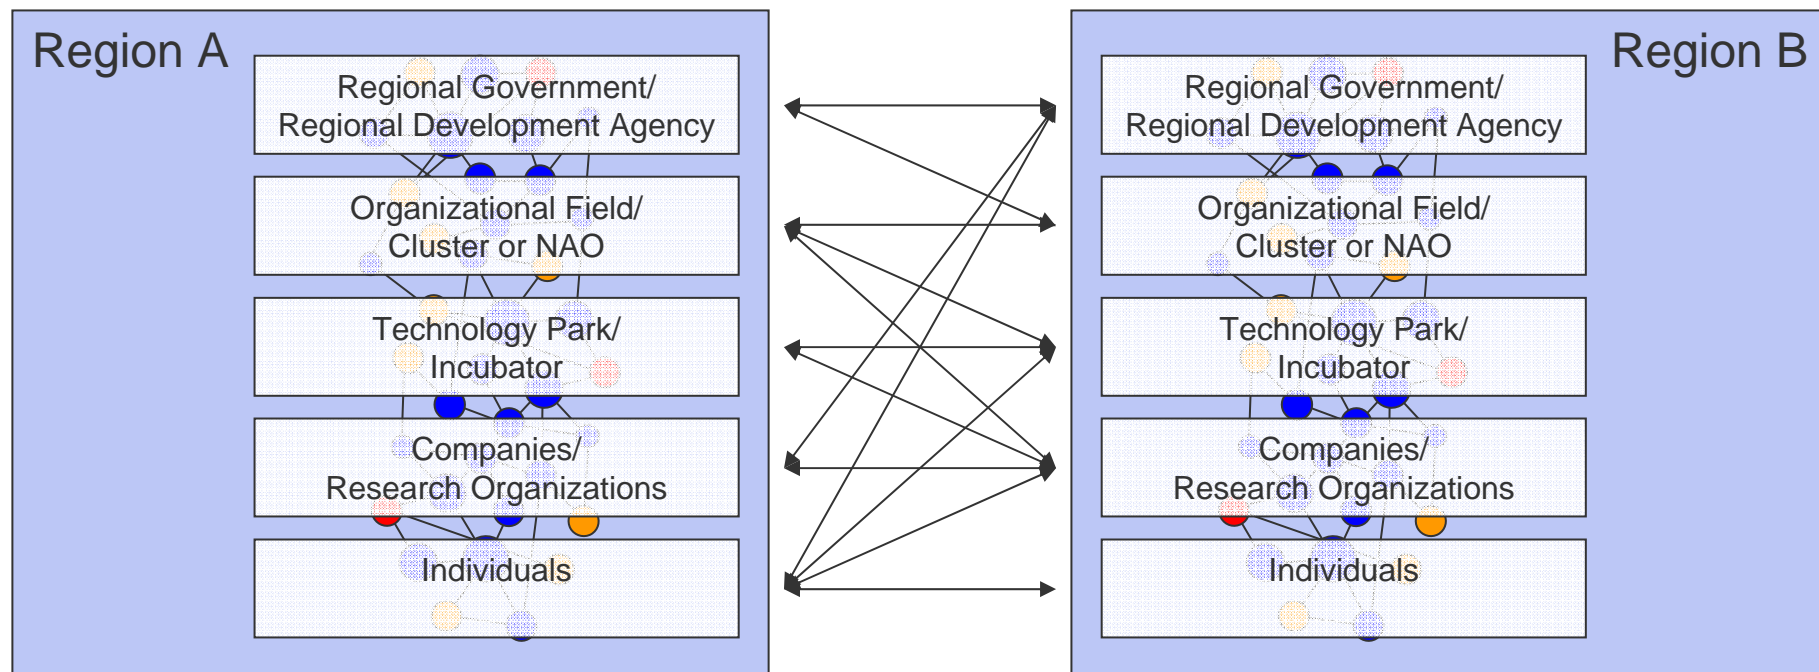 Region A
Regional Government/
Regional Development Agency
Organizational Field/
Cluster or NAO
Technology Park/
Incubator
Companies/
Research Organizations
Individuals
Region B
Regional Government/
Regional Development Agency
Organizational Field/
Cluster or NAO
Technology Park/
Incubator
Companies/
Research Organizations
Individuals